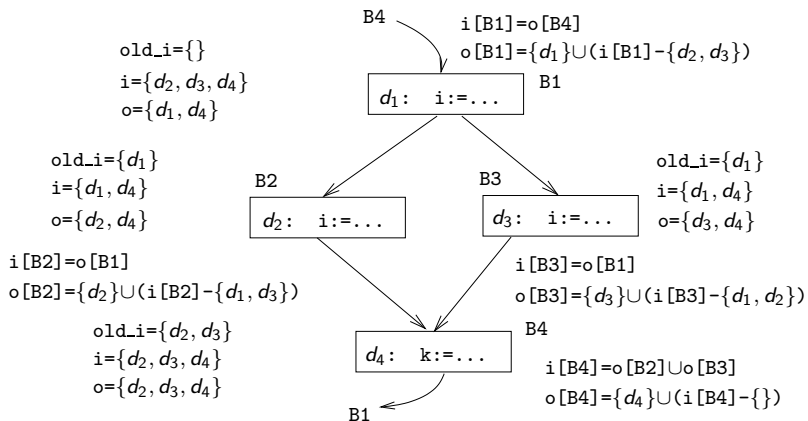 B4
i[B1]=o[B4]
o[B1]={d₁}∪(i[B1]-{d₂, d₃})
old_i={}
i={d₂, d₃, d₄}
o={d₁, d₄}
d₁: i:=...
B1
old_i={d₁}
i={d₁, d₄}
o={d₂, d₄}
B2
d₂: i:=...
B3
d₃: i:=...
old_i={d₁}
i={d₁, d₄}
o={d₃, d₄}
i[B2]=o[B1]
o[B2]={d₂}∪(i[B2]-{d₁, d₃})
i[B3]=o[B1]
o[B3]={d₃}∪(i[B3]-{d₁, d₂})
old_i={d₂, d₃}
i={d₂, d₃, d₄}
o={d₂, d₃, d₄}
B4
d₄: k:=...
i[B4]=o[B2]∪o[B3]
o[B4]={d₄}∪(i[B4]-{})
B1